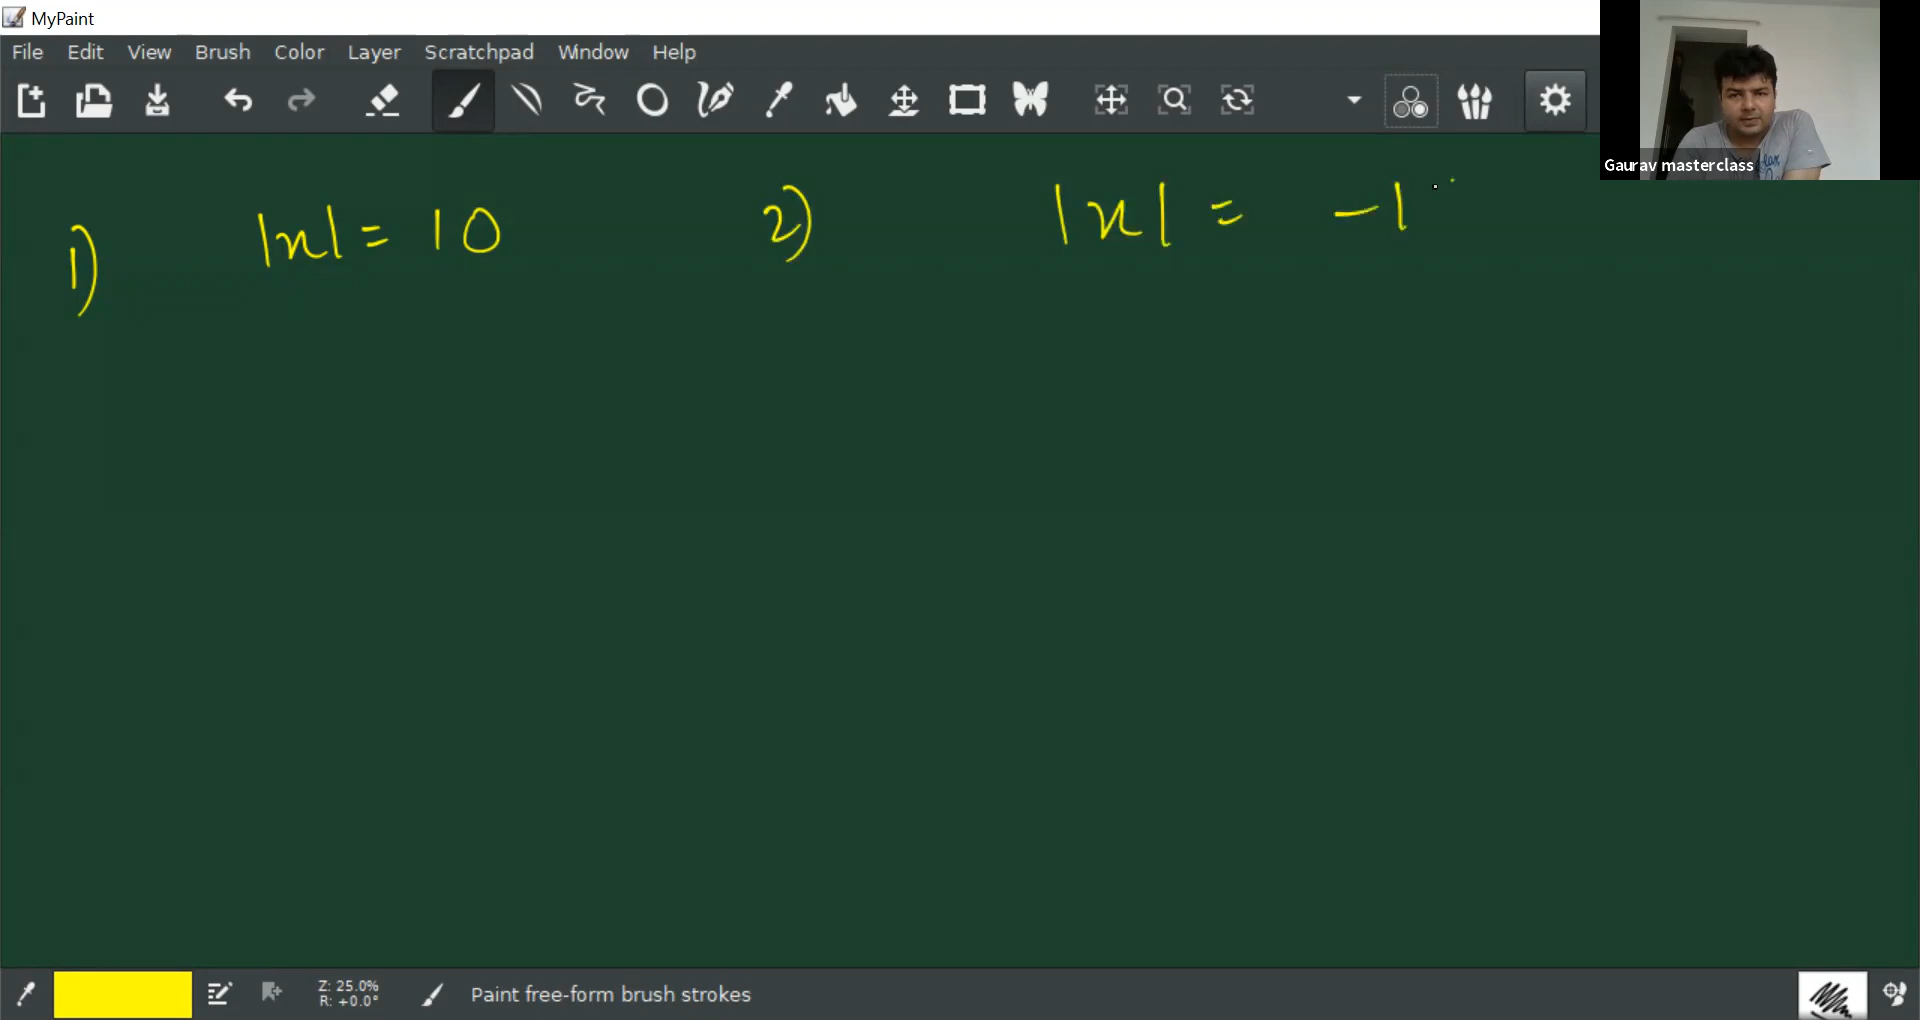 MyPaint
File Edit View Brush Color Layer Scratchpad Window Help
Gaurav masterclass
1) |x| = 10 2) |x| = -1
Z: 25.0%
R: +0.0°
Paint free-form brush strokes